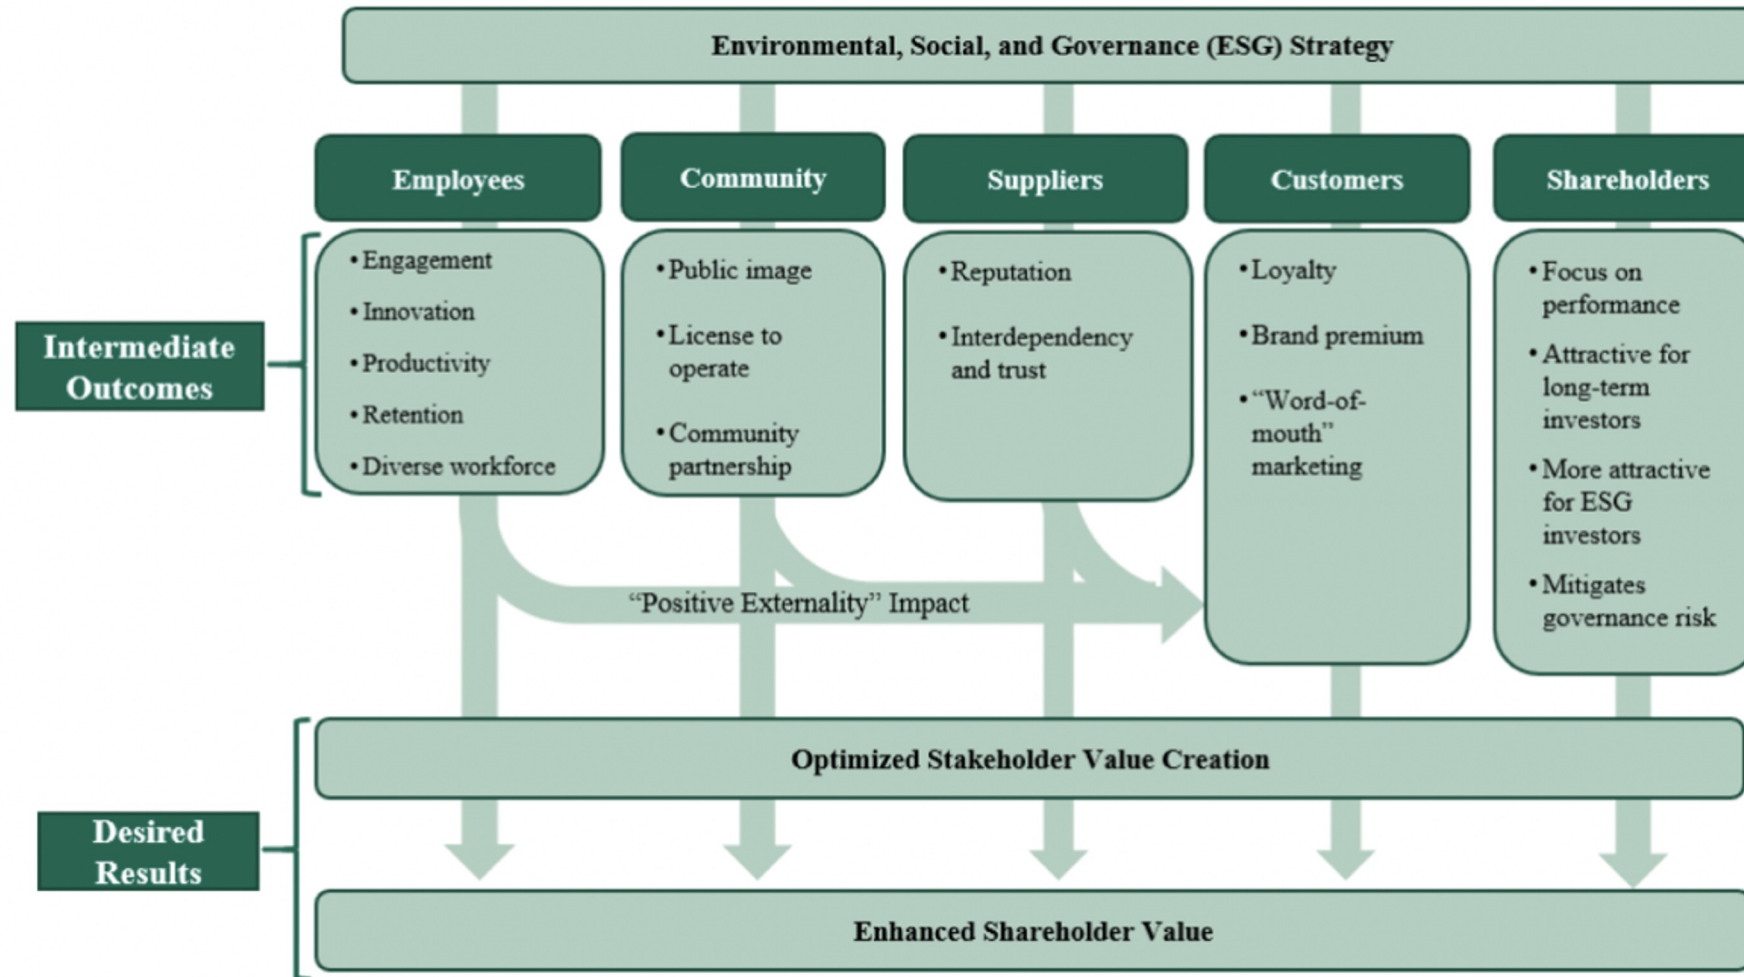 Environmental, Social, and Governance (ESG) Strategy
Employees
Community
Suppliers
Customers
Shareholders
Intermediate
Outcomes
•Engagement
•Innovation
•Productivity
•Retention
•Diverse workforce
•Public image
•License to
operate
•Community
partnership
•Reputation
•Interdependency
and trust
•Loyalty
•Brand premium
•“Word-of-
mouth”
marketing
•Focus on
performance
•Attractive for
long-term
investors
•More attractive
for ESG
investors
•Mitigates
governance risk
“Positive Externality” Impact
Desired
Results
Optimized Stakeholder Value Creation
Enhanced Shareholder Value